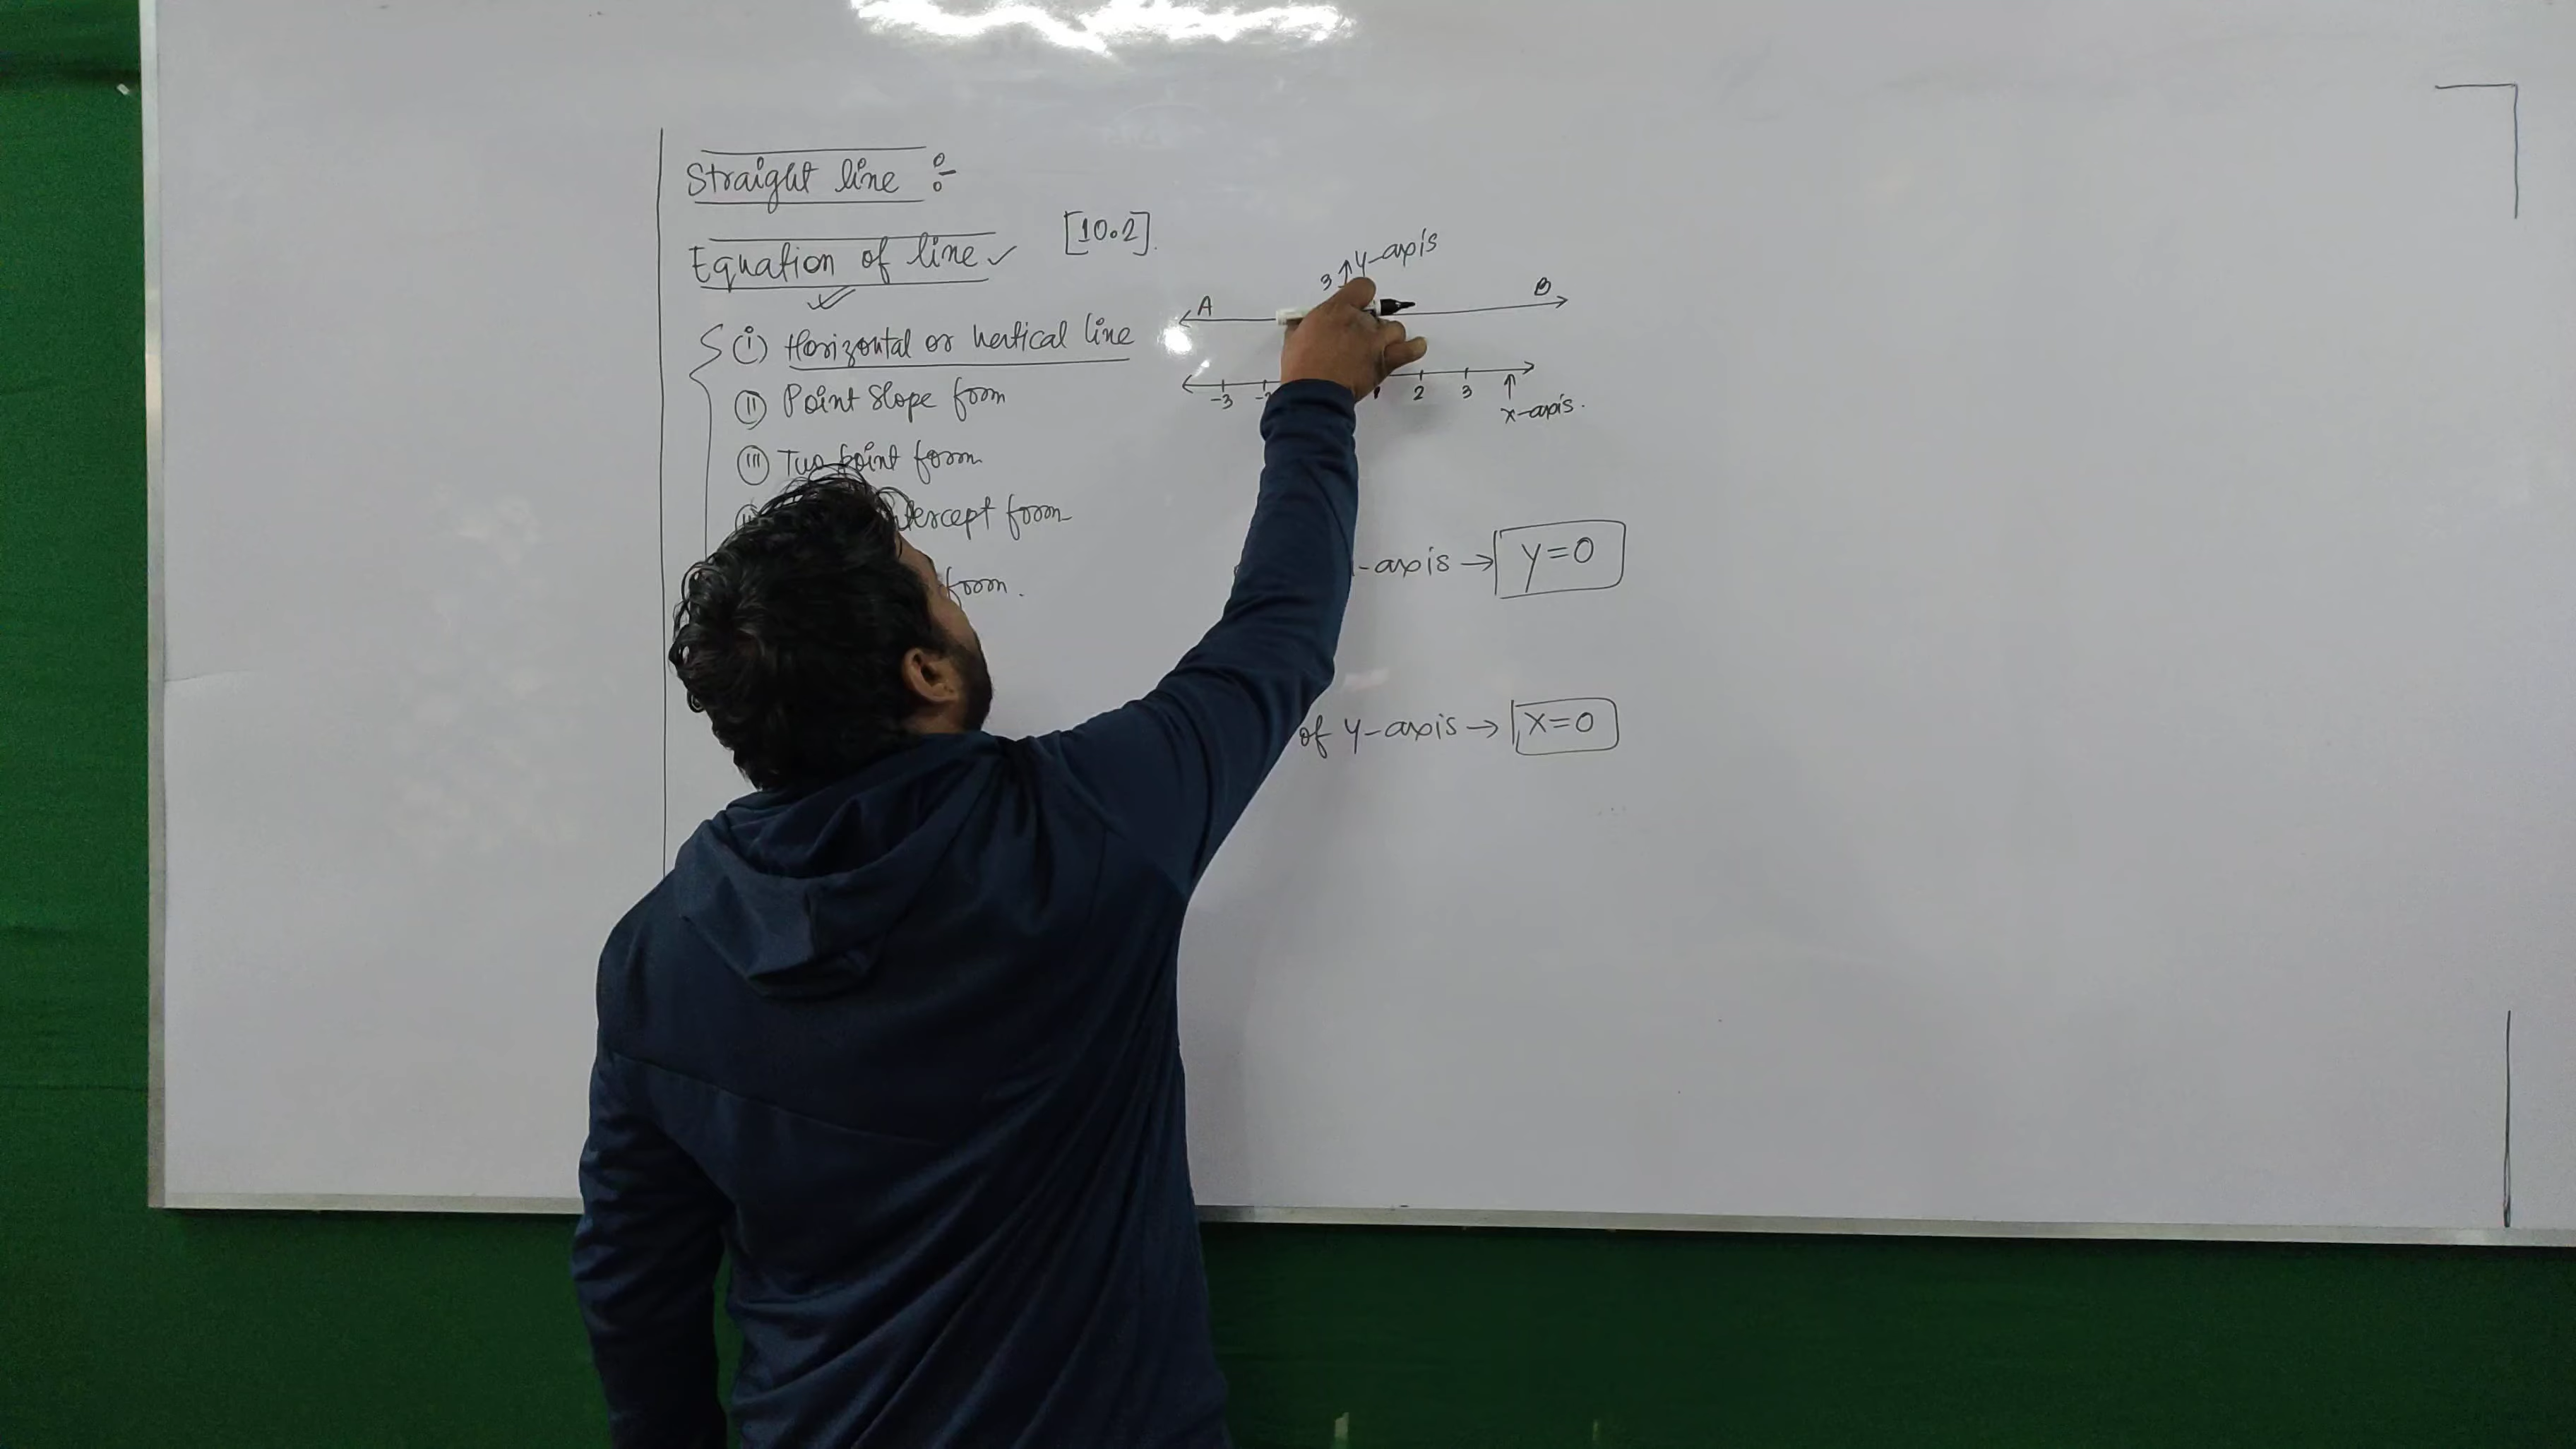 Straight line :-
Equation of line ✓ [10.2].
(i) Horizontal or Vertical line
(ii) Point Slope form
(iii) Two point form
form
form.
3 Y-axis
A B
-3 2 3
x-axis.
-axis → y=0
of y-axis → x=0